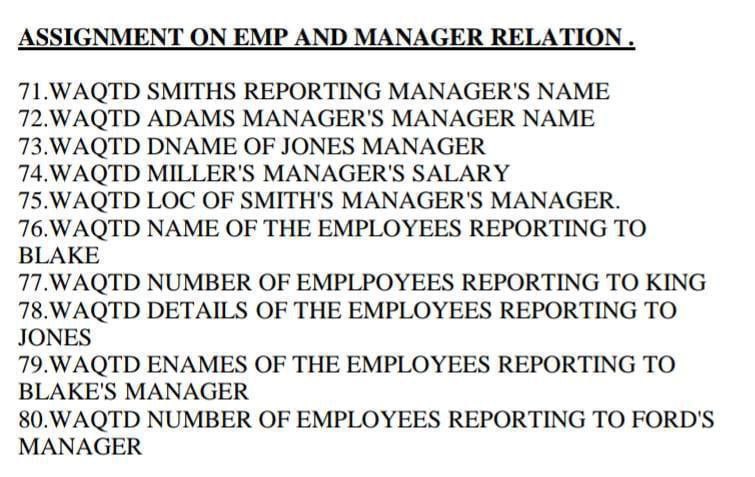 ASSIGNMENT ON EMP AND MANAGER RELATION .
71.WAQTD SMITHS REPORTING MANAGER'S NAME
72.WAQTD ADAMS MANAGER'S MANAGER NAME
73.WAQTD DNAME OF JONES MANAGER
74.WAQTD MILLER'S MANAGER'S SALARY
75.WAQTD LOC OF SMITH'S MANAGER'S MANAGER.
76.WAQTD NAME OF THE EMPLOYEES REPORTING TO
BLAKE
77.WAQTD NUMBER OF EMPLPOYEES REPORTING TO KING
78.WAQTD DETAILS OF THE EMPLOYEES REPORTING TO
JONES
79.WAQTD ENAMES OF THE EMPLOYEES REPORTING TO
BLAKE'S MANAGER
80.WAQTD NUMBER OF EMPLOYEES REPORTING TO FORD'S
MANAGER